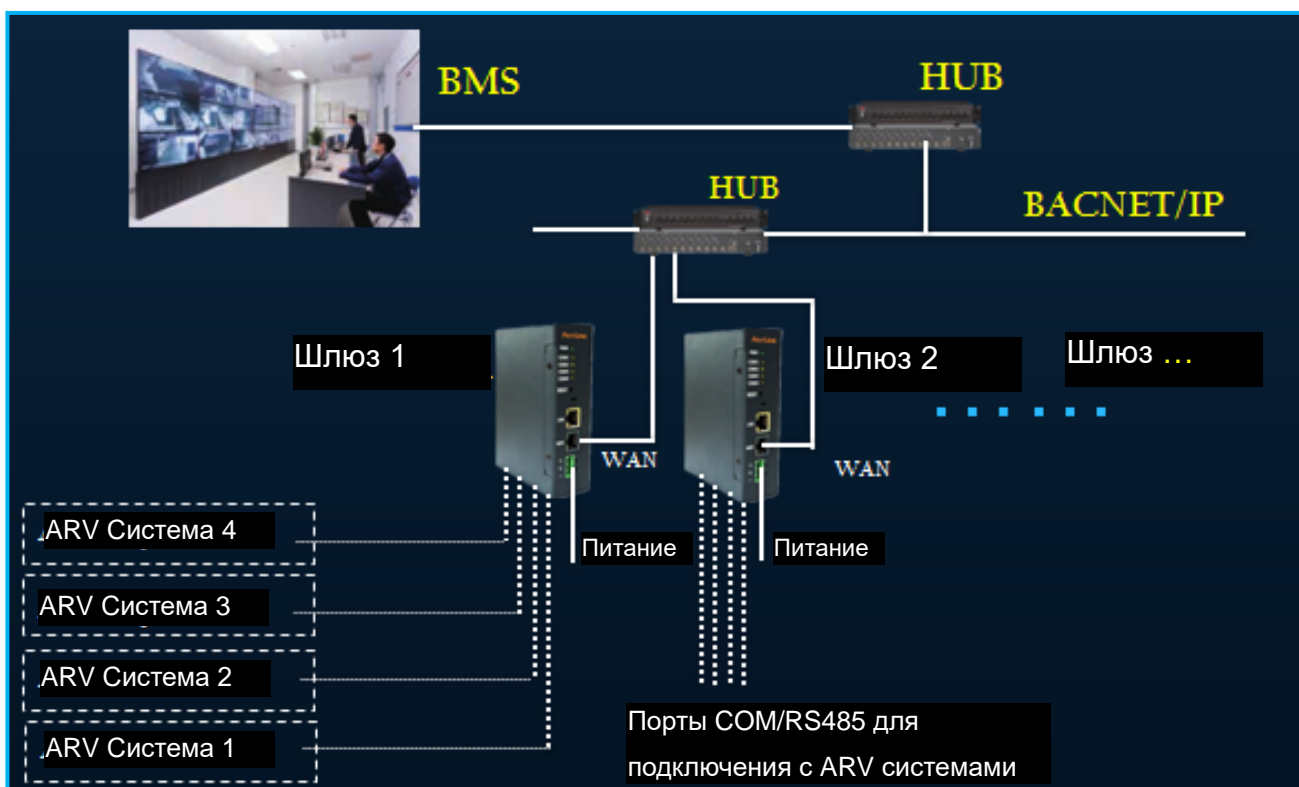 BMS
HUB
HUB
BACNET/IP
Шлюз 1
Шлюз 2
Шлюз ...
WAN
WAN
ARV Система 4
Питание
Питание
ARV Система 3
ARV Система 2
ARV Система 1
Порты COM/RS485 для
подключения с ARV системами